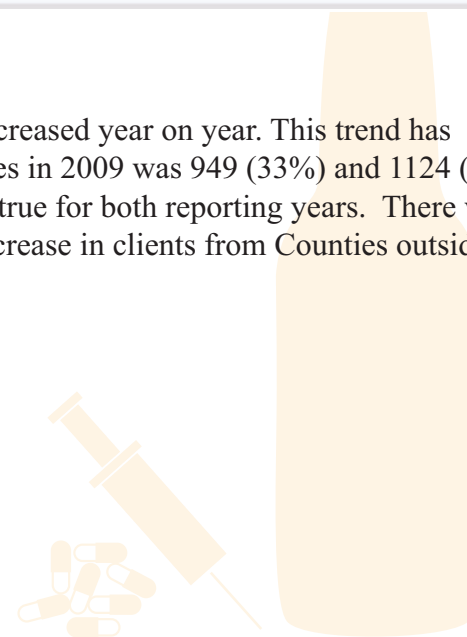 creased year on year. This trend has
es in 2009 was 949 (33%) and 1124 (
true for both reporting years.  There
crease in clients from Counties outsid